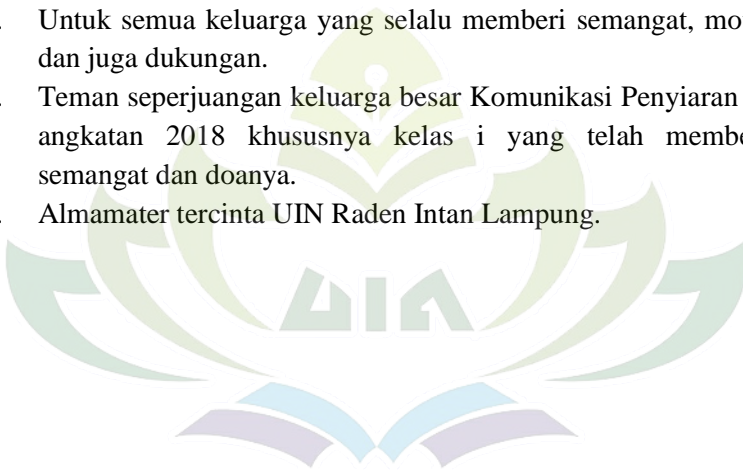 . Untuk semua keluarga yang selalu memberi semangat, mo
dan juga dukungan.
. Teman seperjuangan keluarga besar Komunikasi Penyiaran
angkatan 2018 khususnya kelas i yang telah membe
semangat dan doanya.
. Almamater tercinta UIN Raden Intan Lampung.
UIN